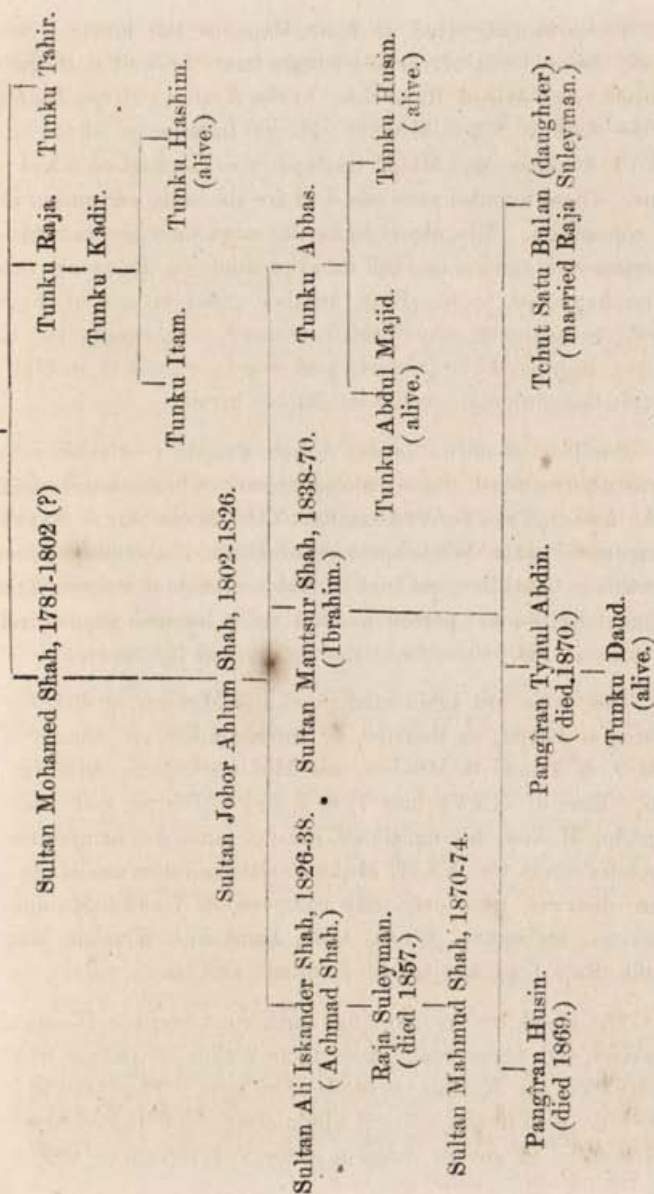 Sultan Mohamed Shah, 1781-1802 (?) Tunku Raja. Tunku Tahir.
Tunku Kadir.
Tunku Itam. Tunku Hashim
(alive.)
Sultan Johor Ahlum Shah, 1802-1826.
Sultan Ali Iskander Shah, 1826-38. Sultan Mantsur Shah, 1838-70. Tunku Abbas.
(Achmad Shah.) (Ibrahim.)
Tunku Abdul Majid. Tunku Husin.
(alive.) (alive.)
Raja Suleyman.
(died 1857.)
Sultan Mahmud Shah, 1870-74.
Pangiran Husin. Pangiran Tynul Abdin. Tchut Satu Bulan (daughter).
(died 1869.) (died 1870.) (married Raja Suleyman.)
Tunku Daud.
(alive.)